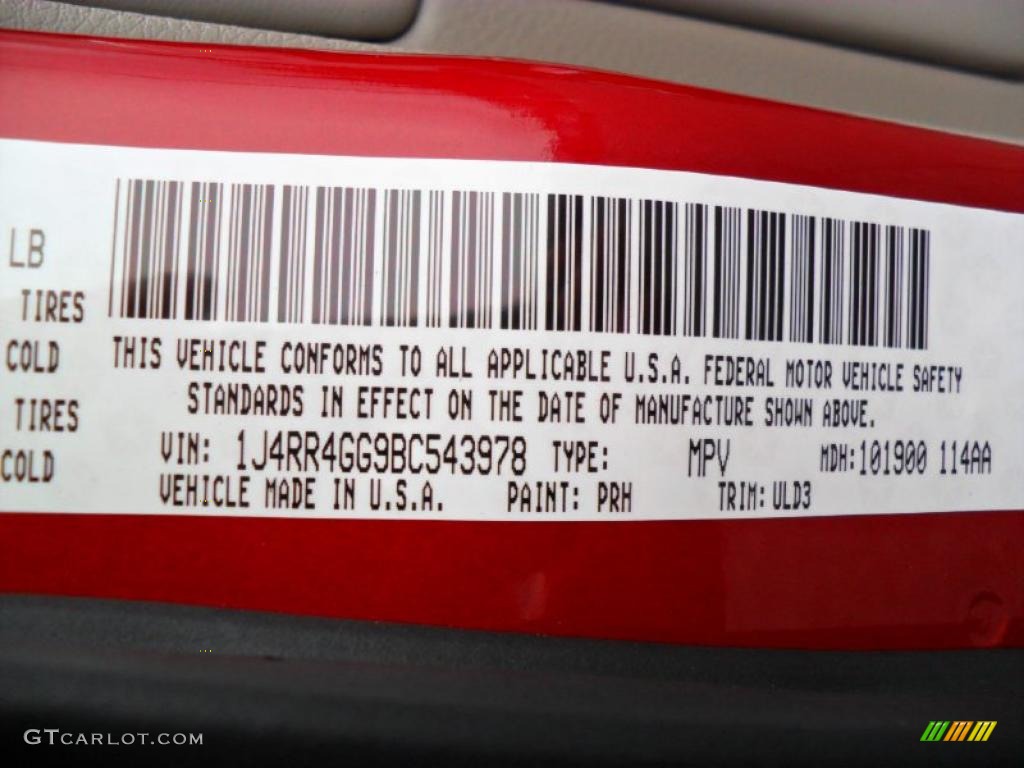 LB
TIRES
COLD
TIRES
COLD
THIS VEHICLE CONFORMS TO ALL APPLICABLE U.S.A. FEDERAL MOTOR VEHICLE SAFETY
STANDARDS IN EFFECT ON THE DATE OF MANUFACTURE SHOWN ABOVE.
VIN: 1J4RR4GG9BC543978 TYPE: MPV MDH:101900 114AA
VEHICLE MADE IN U.S.A. PAINT: PRH TRIM: ULD3
GTCARLOT.COM